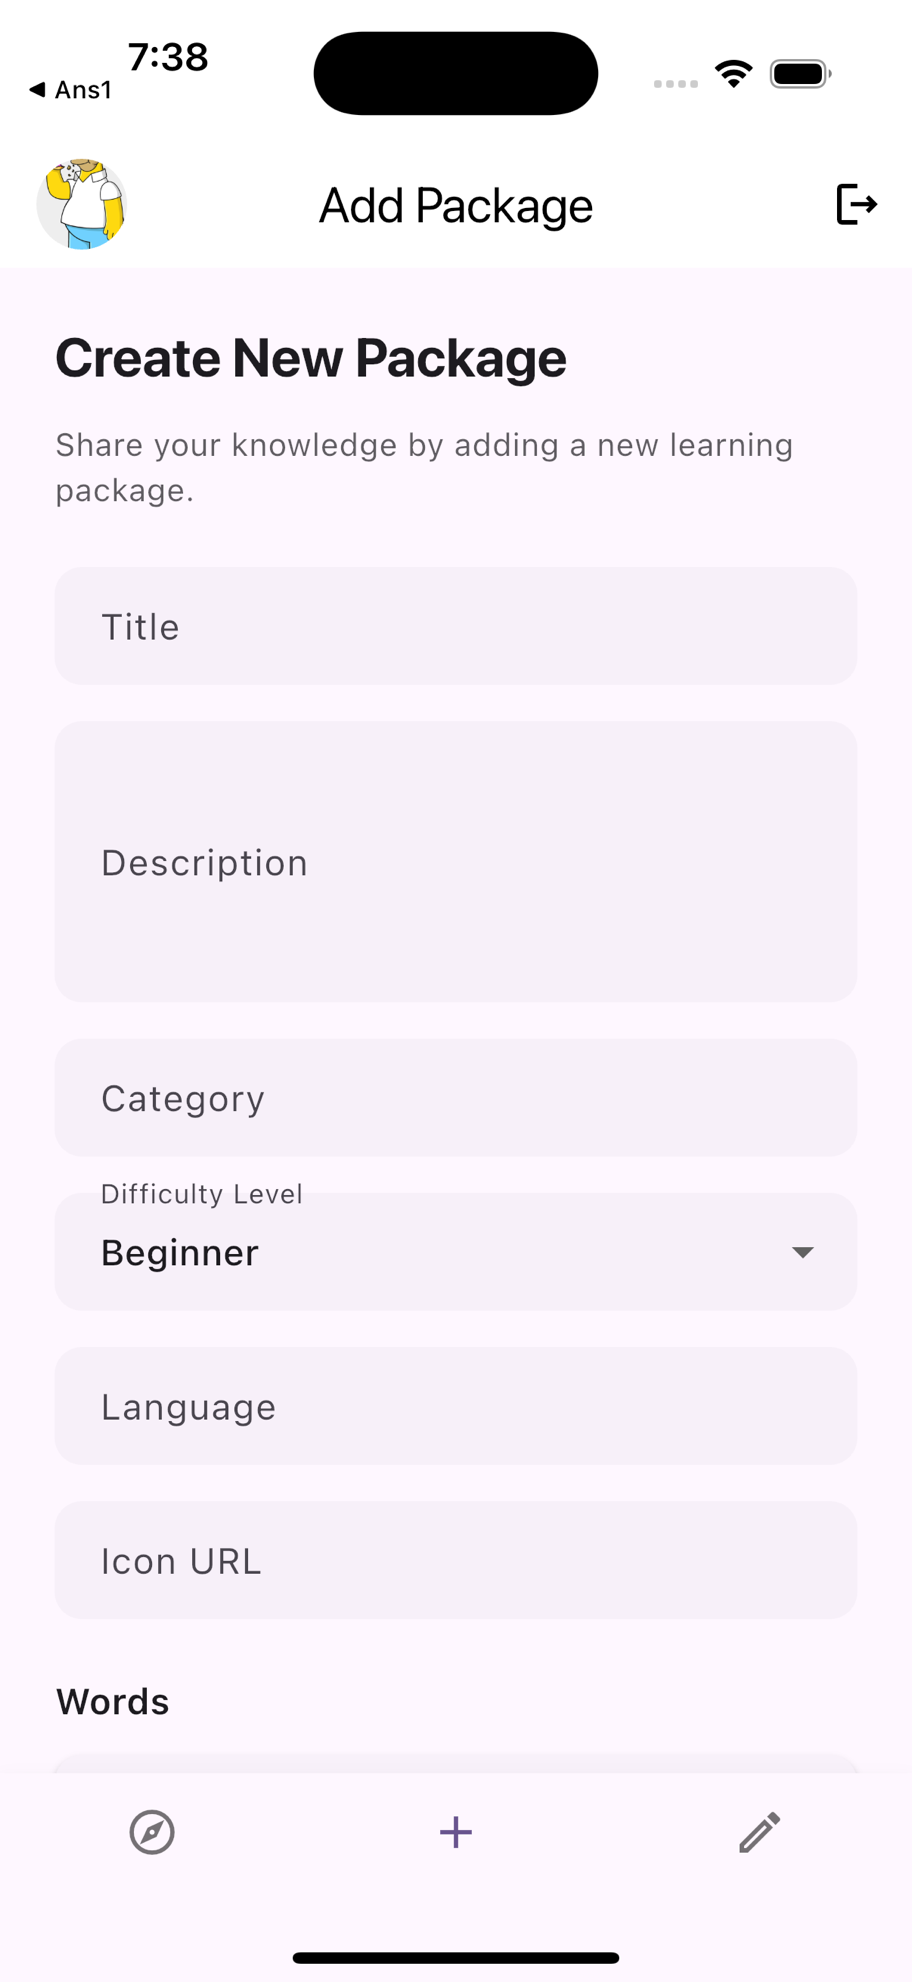 7:38
◀ Ans1
Add Package
Create New Package
Share your knowledge by adding a new learning
package.
Title
Description
Category
Difficulty Level
Beginner
Language
Icon URL
Words